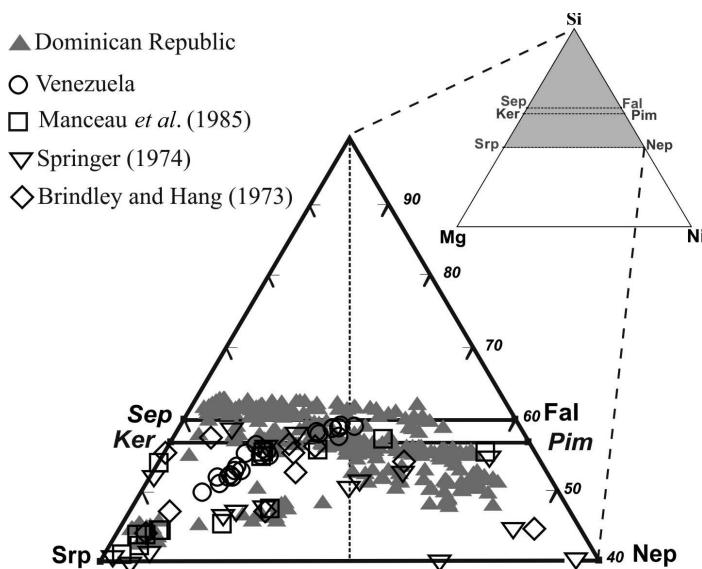 Dominican Republic
Venezuela
Manceau et al. (1985)
Springer (1974)
Brindley and Hang (1973)
Si
Sep Fal
Ker Pim
Srp Nep
Mg Ni
90
80
70
Sep 60 Fal
Ker Pim
50
Srp 40 Nep